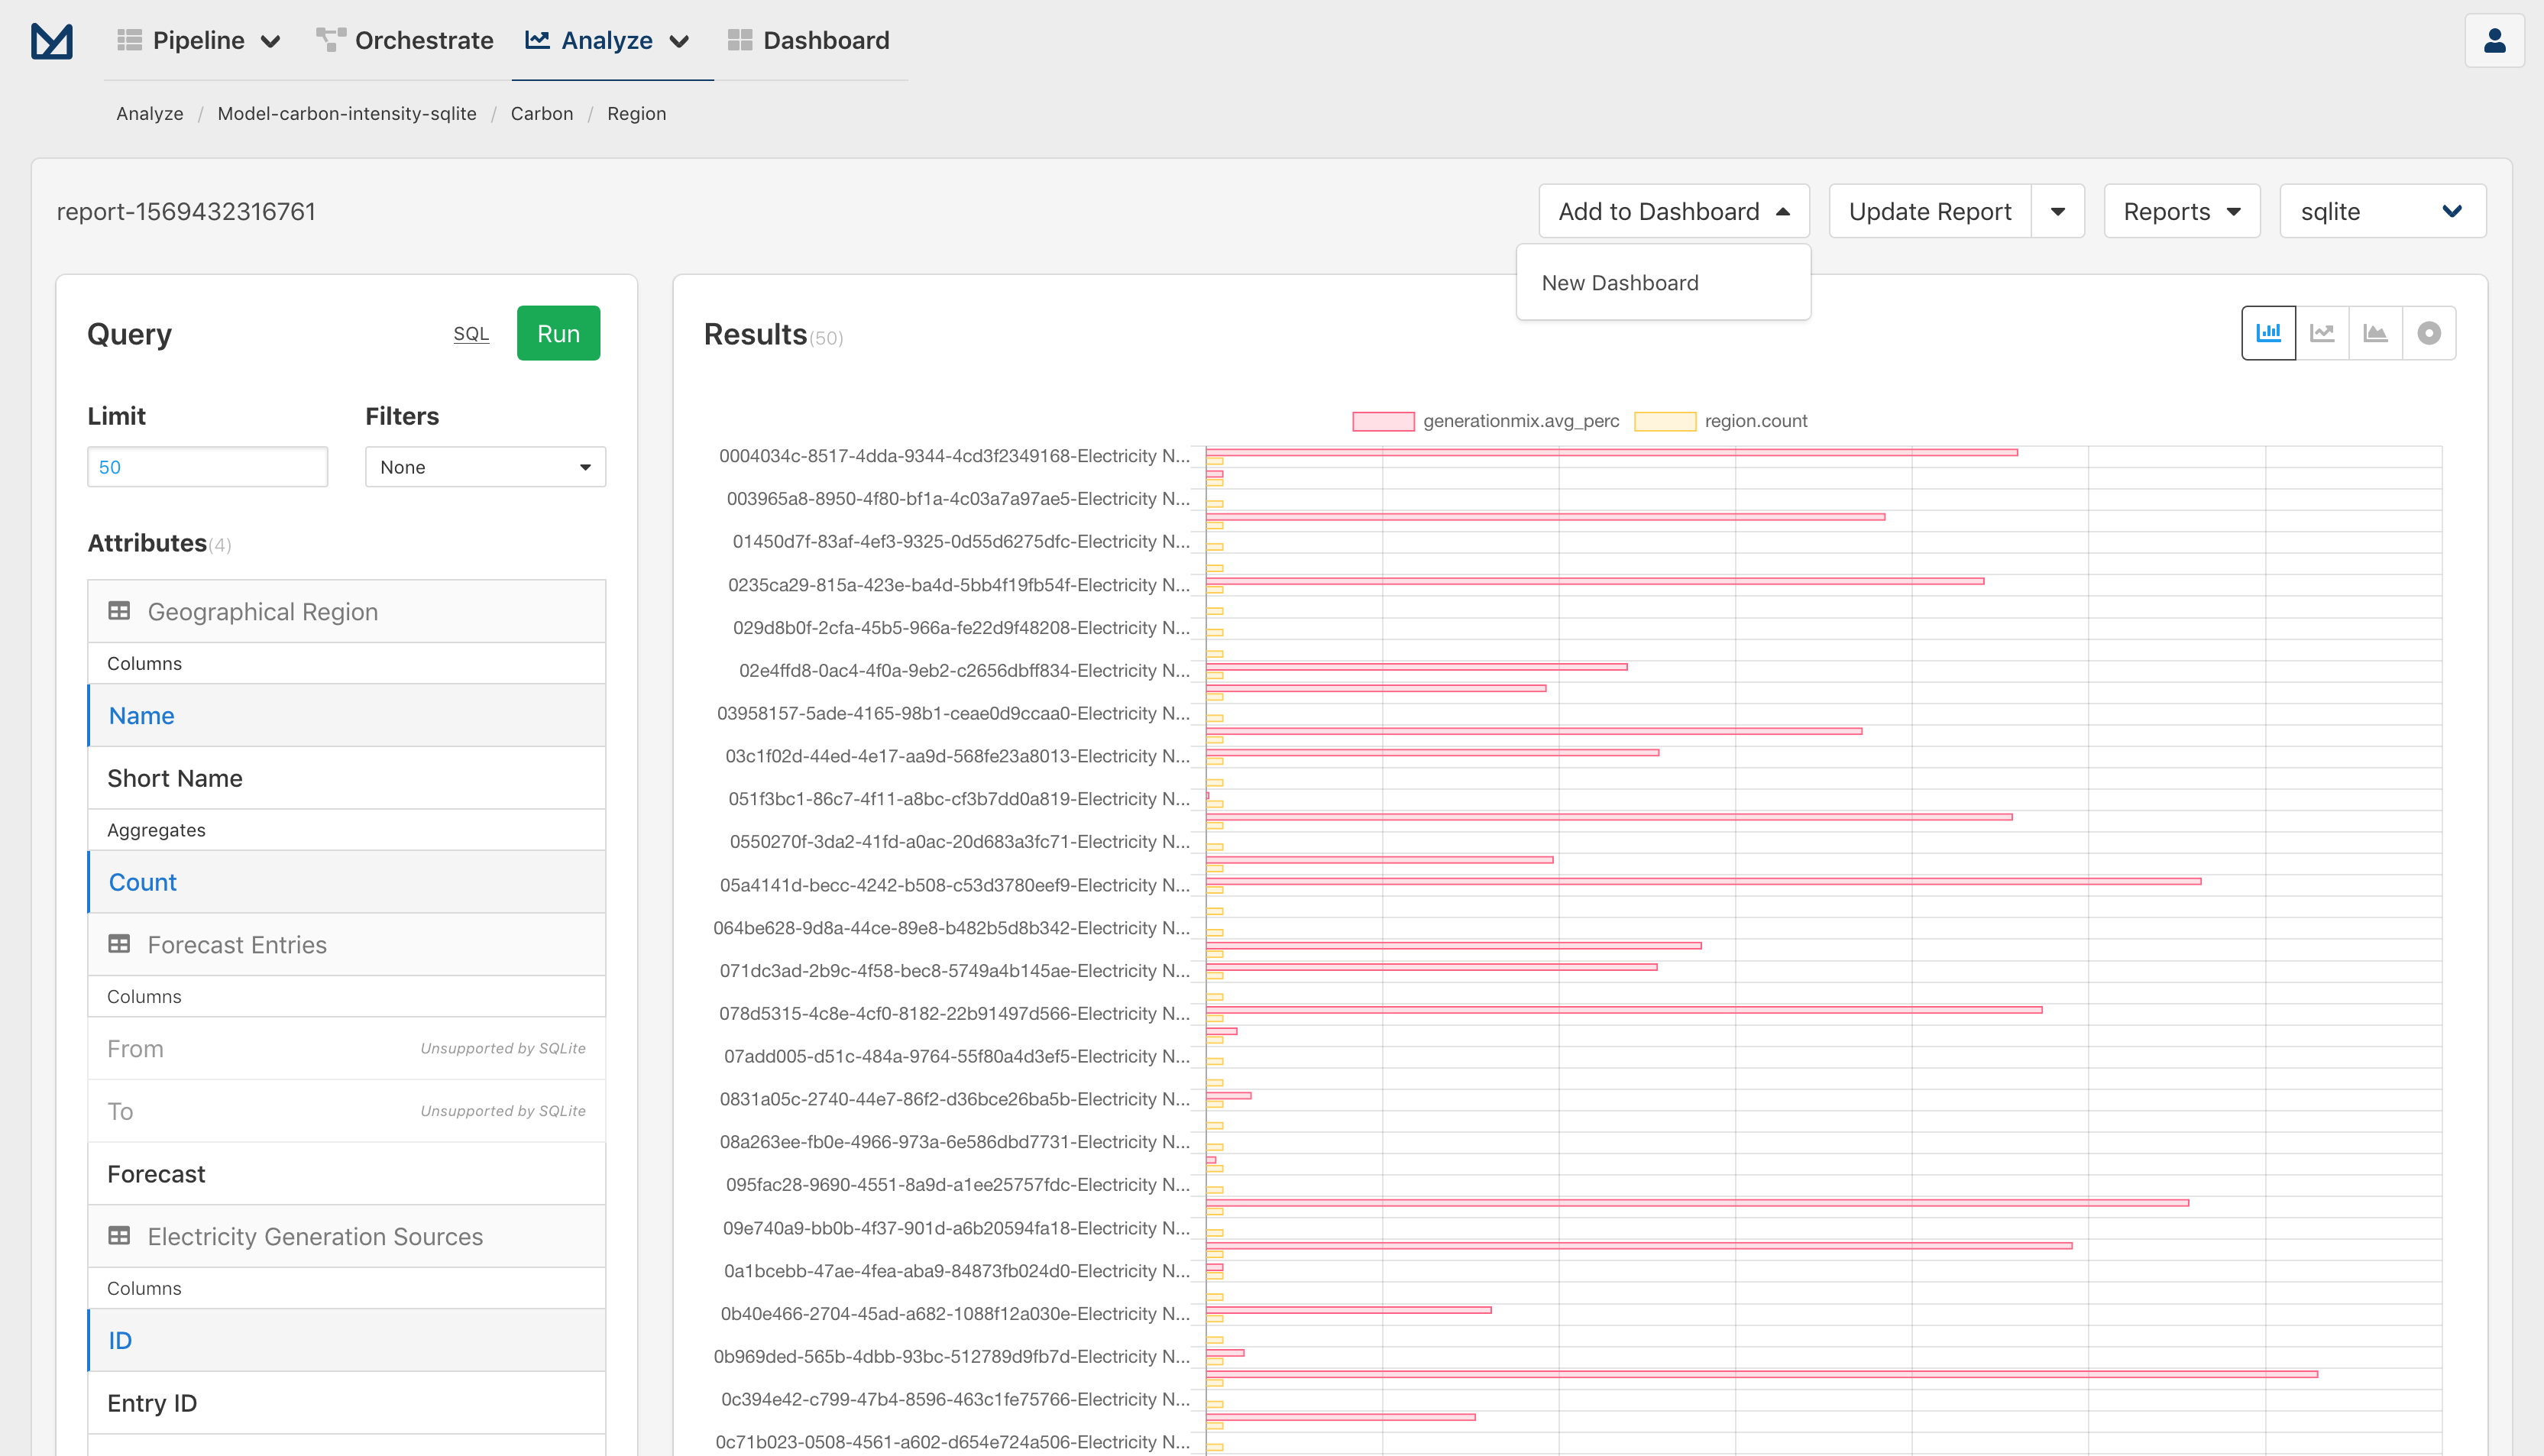 Pipeline Orchestrate Analyze Dashboard
Analyze / Model-carbon-intensity-sqlite / Carbon / Region
report-1569432316761
Add to Dashboard Update Report Reports sqlite
New Dashboard
Query SQL Run
Limit Filters
50 None
Attributes(4)
Geographical Region
Columns
Name
Short Name
Aggregates
Count
Forecast Entries
Columns
From Unsupported by SQLite
To Unsupported by SQLite
Forecast
Electricity Generation Sources
Columns
ID
Entry ID
Results(50)
generationmix.avg_perc region.count
0004034c-8517-4dda-9344-4cd3f2349168-Electricity N...
003965a8-8950-4f80-bf1a-4c03a7a97ae5-Electricity N...
01450d7f-83af-4ef3-9325-0d55d6275dfc-Electricity N...
0235ca29-815a-423e-ba4d-5bb4f19fb54f-Electricity N...
029d8b0f-2cfa-45b5-966a-fe22d9f48208-Electricity N...
02e4ffd8-0ac4-4f0a-9eb2-c2656dbff834-Electricity N...
03958157-5ade-4165-98b1-ceae0d9ccaa0-Electricity N...
03c1f02d-44ed-4e17-aa9d-568fe23a8013-Electricity N...
051f3bc1-86c7-4f11-a8bc-cf3b7dd0a819-Electricity N...
0550270f-3da2-41fd-a0ac-20d683a3fc71-Electricity N...
05a4141d-becc-4242-b508-c53d3780eef9-Electricity N...
064be628-9d8a-44ce-89e8-b482b5d8b342-Electricity N...
071dc3ad-2b9c-4f58-bec8-5749a4b145ae-Electricity N...
078d5315-4c8e-4cf0-8182-22b91497d566-Electricity N...
07add005-d51c-484a-9764-55f80a4d3ef5-Electricity N...
0831a05c-2740-44e7-86f2-d36bce26ba5b-Electricity N...
08a263ee-fb0e-4966-973a-6e586dbd7731-Electricity N...
095fac28-9690-4551-8a9d-a1ee25757fdc-Electricity N...
09e740a9-bb0b-4f37-901d-a6b20594fa18-Electricity N...
0a1bcebb-47ae-4fea-aba9-84873fb024d0-Electricity N...
0b40e466-2704-45ad-a682-1088f12a030e-Electricity N...
0b969ded-565b-4dbb-93bc-512789d9fb7d-Electricity N...
0c394e42-c799-47b4-8596-463c1fe75766-Electricity N...
0c71b023-0508-4561-a602-d654e724a506-Electricity N...